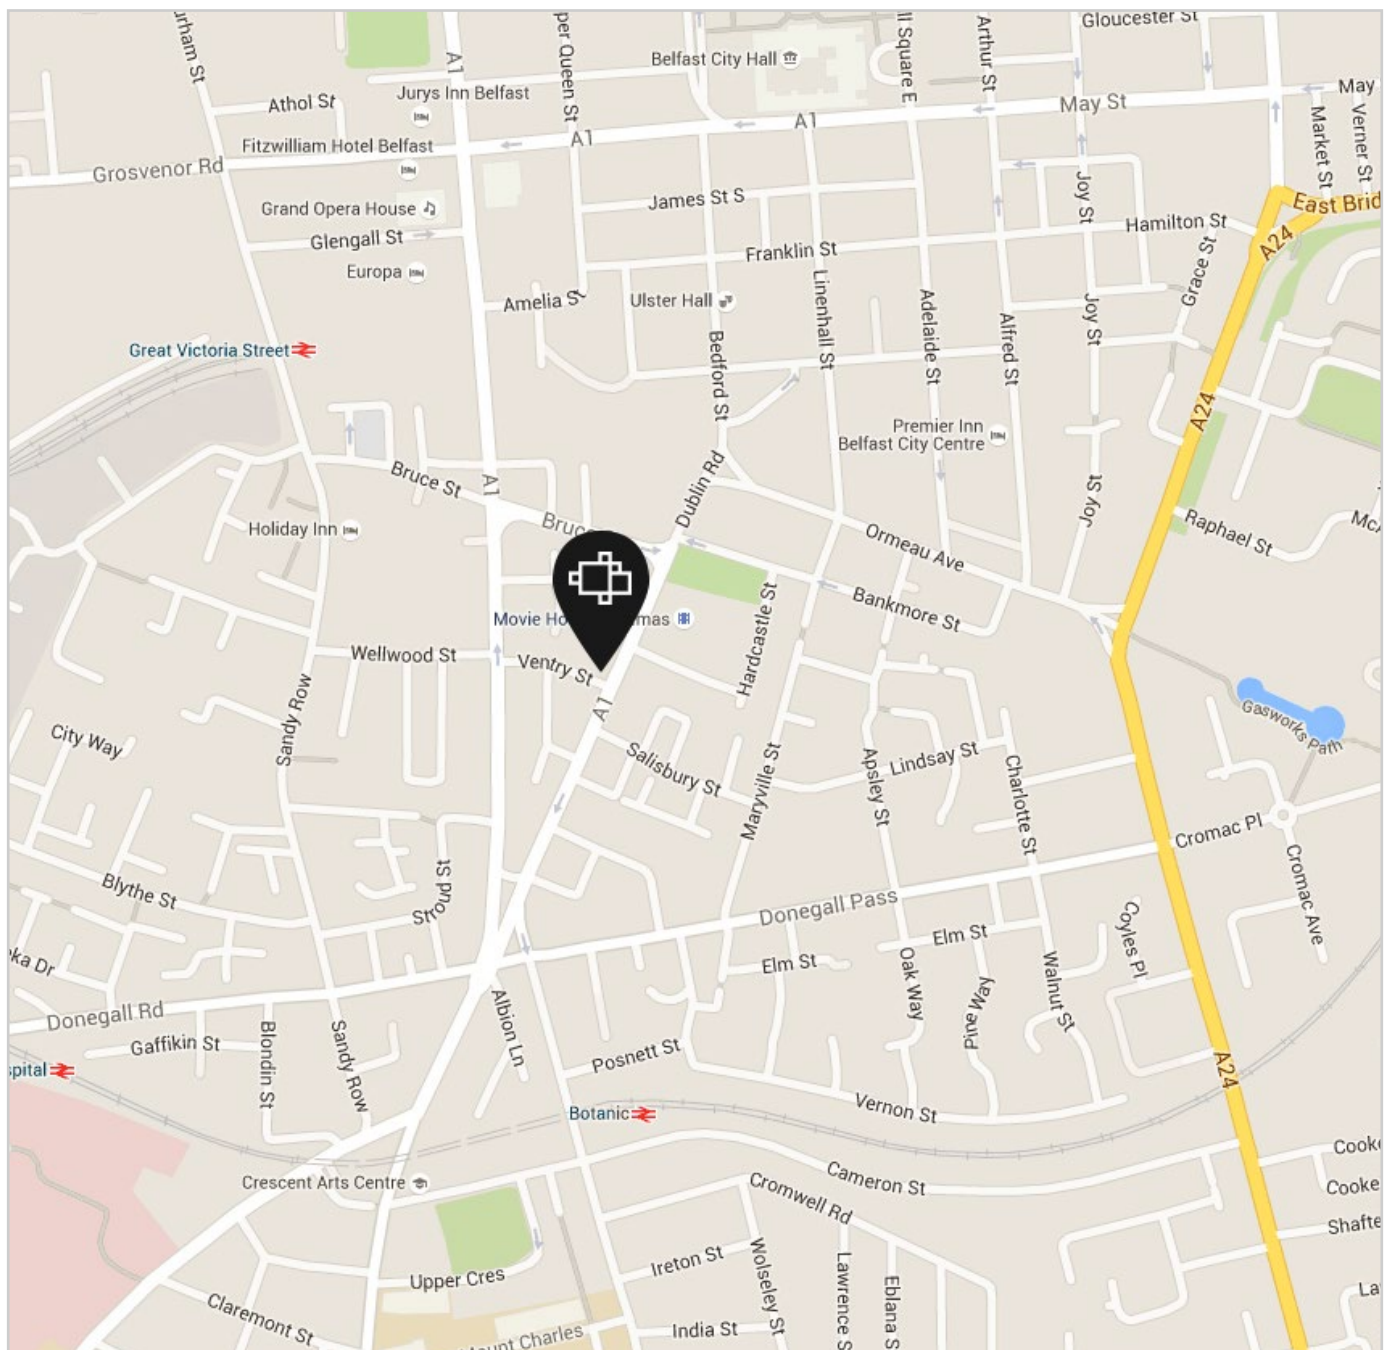 Gloucester St
Arthur St
Belfast City Hall
A1
Jurys Inn Belfast
Athol St
May St
May
A1
A1
Market St
Verner St
Fitzwilliam Hotel Belfast
Grosvenor Rd
James St S
Joy St
East Brid
Grand Opera House
Glengall St
Hamilton St
Franklin St
A24
Europa
Grace St
Amelia St
Ulster Hall
Linenhall St
Adelaide St
Alfred St
Joy St
Great Victoria Street
Bedford St
A24
Premier Inn
Belfast City Centre
Bruce St
A1
Dublin Rd
Joy St
Holiday Inn
Ormeau Ave
Raphael St
Bankmore St
Hardcastle St
Wellwood St
Ventry St
Sandy Row
A1
Gasworks Path
City Way
Salisbury St
Lindsay St
Maryville St
Apsley St
Charlotte St
Cromac Pl
Cromac Ave
Blythe St
Stroud St
Donegall Pass
Elm St
Elm St
Coyles Pl
Oak Way
Pine Way
Walnut St
Donegall Rd
Albion Ln
Gaffikin St
Blondin St
Sandy Row
Posnett St
A24
Botanic
Vernon St
Crescent Arts Centre
Cameron St
Cromwell Rd
Cooke
Shafte
Ireton St
Wolseley St
Lawrence S
Eblana S
Upper Cres
Claremont St
India St